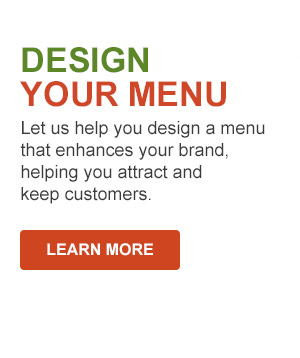 DESIGN
YOUR MENU
Let us help you design a menu
that enhances your brand,
helping you attract and
keep customers.
LEARN MORE